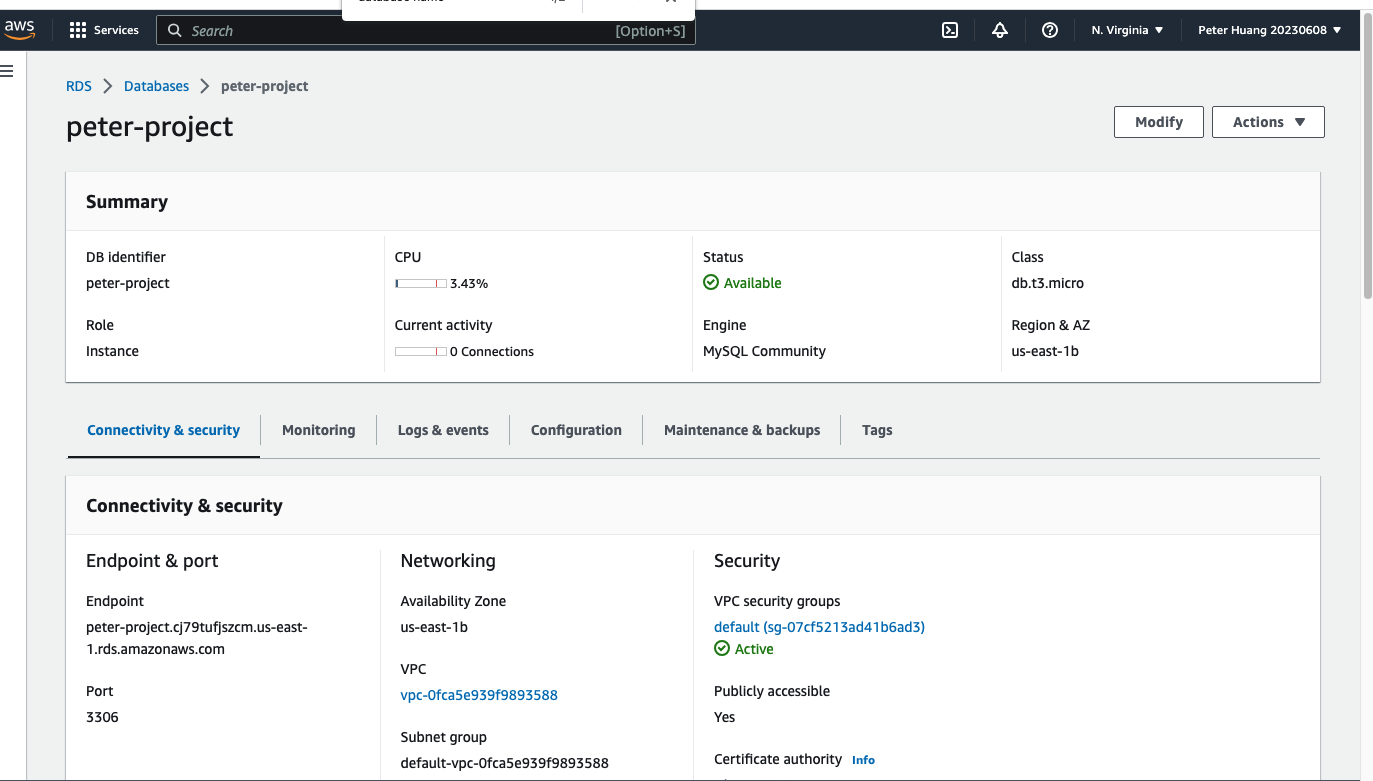 aws
Services
Search
[Option+S]
N. Virginia
Peter Huang 20230608
RDS
Databases
peter-project
peter-project
Modify
Actions
Summary
DB identifier
peter-project
CPU
3.43%
Status
Available
Class
db.t3.micro
Role
Instance
Current activity
0 Connections
Engine
MySQL Community
Region & AZ
us-east-1b
Connectivity & security
Monitoring
Logs & events
Configuration
Maintenance & backups
Tags
Connectivity & security
Endpoint & port
Endpoint
peter-project.cj79tufjszcm.us-east-
1.rds.amazonaws.com
Port
3306
Networking
Availability Zone
us-east-1b
VPC
vpc-0fca5e939f9893588
Subnet group
default-vpc-0fca5e939f9893588
Security
VPC security groups
default (sg-07cf5213ad41b6ad3)
Active
Publicly accessible
Yes
Certificate authority Info